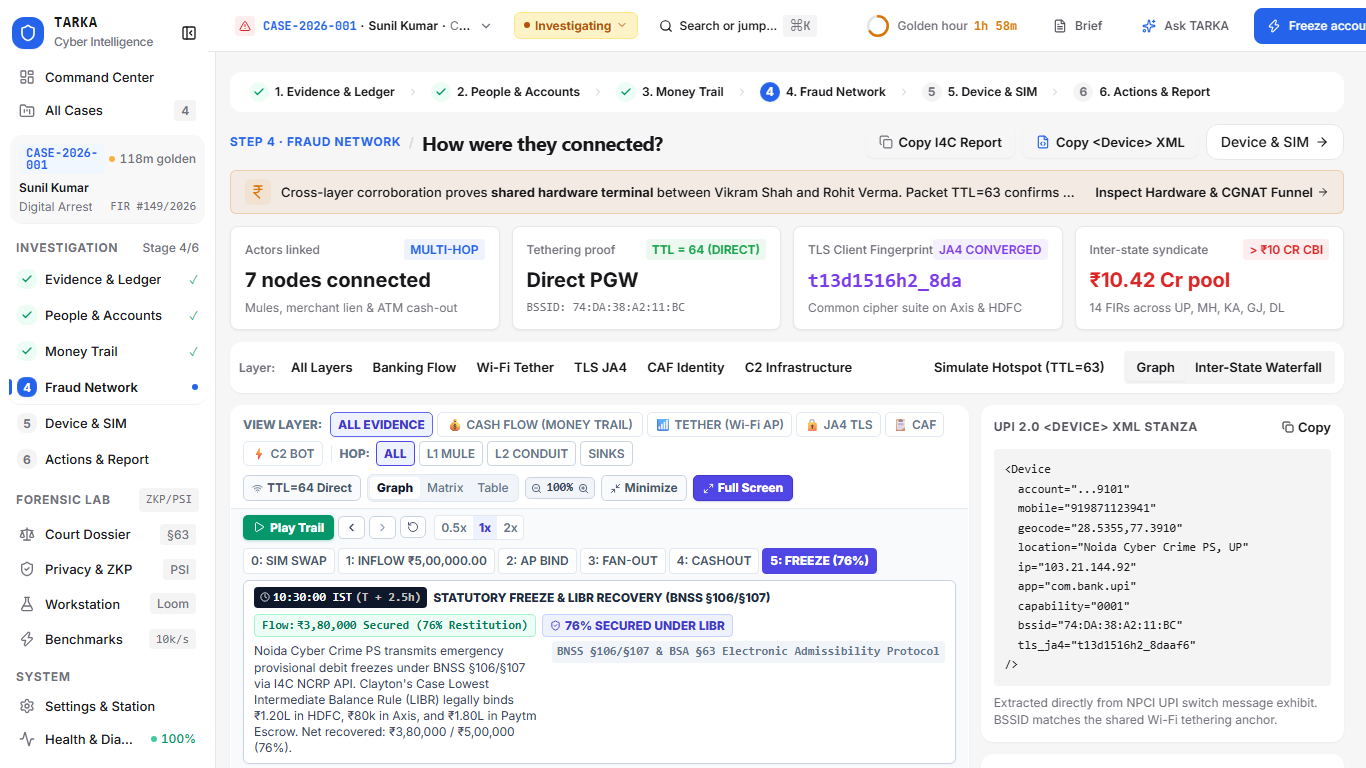 TARKA
Cyber Intelligence
Command Center
All Cases 4
CASE-2026-001 118m golden
Sunil Kumar
Digital Arrest FIR #149/2026
INVESTIGATION Stage 4/6
Evidence & Ledger ✓
People & Accounts ✓
Money Trail ✓
4 Fraud Network
5 Device & SIM
6 Actions & Report
FORENSIC LAB ZKP/PSI
Court Dossier §63
Privacy & ZKP PSI
Workstation Loom
Benchmarks 10k/s
SYSTEM
Settings & Station
Health & Dia... 100%
CASE-2026-001 · Sunil Kumar · C... Investigating Search or jump... ⌘K Golden hour 1h 58m Brief Ask TARKA Freeze accou
1. Evidence & Ledger 2. People & Accounts 3. Money Trail 4 4. Fraud Network 5 5. Device & SIM 6 6. Actions & Report
STEP 4 · FRAUD NETWORK / How were they connected? Copy I4C Report Copy <Device> XML Device & SIM →
₹ Cross-layer corroboration proves shared hardware terminal between Vikram Shah and Rohit Verma. Packet TTL=63 confirms ... Inspect Hardware & CGNAT Funnel →
Actors linked MULTI-HOP
7 nodes connected
Mules, merchant lien & ATM cash-out
Tethering proof TTL = 64 (DIRECT)
Direct PGW
BSSID: 74:DA:38:A2:11:BC
TLS Client Fingerprint JA4 CONVERGED
t13d1516h2_8da
Common cipher suite on Axis & HDFC
Inter-state syndicate > ₹10 CR CBI
₹10.42 Cr pool
14 FIRs across UP, MH, KA, GJ, DL
Layer: All Layers Banking Flow Wi-Fi Tether TLS JA4 CAF Identity C2 Infrastructure Simulate Hotspot (TTL=63) Graph Inter-State Waterfall
VIEW LAYER: ALL EVIDENCE CASH FLOW (MONEY TRAIL) TETHER (Wi-Fi AP) JA4 TLS CAF
C2 BOT HOP: ALL L1 MULE L2 CONDUIT SINKS
TTL=64 Direct Graph Matrix Table 100% Minimize Full Screen
Play Trail 0.5x 1x 2x
0: SIM SWAP 1: INFLOW ₹5,00,000.00 2: AP BIND 3: FAN-OUT 4: CASHOUT 5: FREEZE (76%)
10:30:00 IST (T + 2.5h) STATUTORY FREEZE & LIBR RECOVERY (BNSS §106/§107)
Flow: ₹3,80,000 Secured (76% Restitution) 76% SECURED UNDER LIBR
Noida Cyber Crime PS transmits emergency
provisional debit freezes under BNSS §106/§107
via I4C NCRP API. Clayton's Case Lowest
Intermediate Balance Rule (LIBR) legally binds
₹1.20L in HDFC, ₹80k in Axis, and ₹1.80L in Paytm
Escrow. Net recovered: ₹3,80,000 / ₹5,00,000
(76%).
BNSS §106/§107 & BSA §63 Electronic Admissibility Protocol
UPI 2.0 <DEVICE> XML STANZA Copy
<Device
account="...9101"
mobile="919871123941"
geocode="28.5355,77.3910"
location="Noida Cyber Crime PS, UP"
ip="103.21.144.92"
app="com.bank.upi"
capability="0001"
bssid="74:DA:38:A2:11:BC"
tls_ja4="t13d1516h2_8daaf6"
/>
Extracted directly from NPCI UPI switch message exhibit.
BSSID matches the shared Wi-Fi tethering anchor.